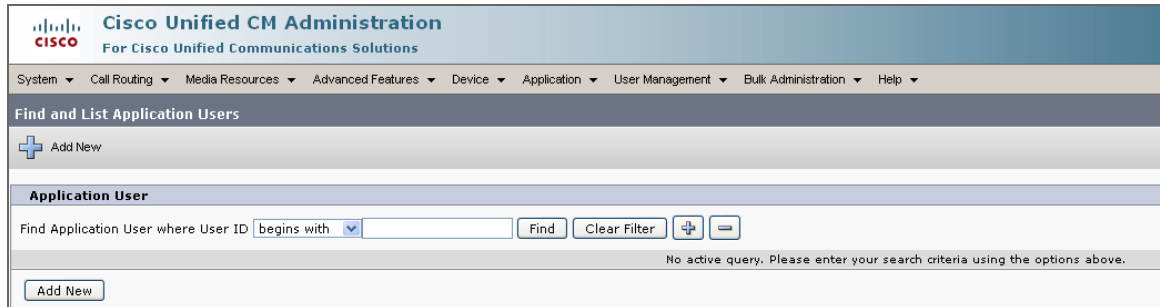 CISCO
Cisco Unified CM Administration
For Cisco Unified Communications Solutions
System Call Routing Media Resources Advanced Features Device Application User Management Bulk Administration Help
Find and List Application Users
Add New
Application User
Find Application User where User ID begins with Find Clear Filter
No active query. Please enter your search criteria using the options above.
Add New